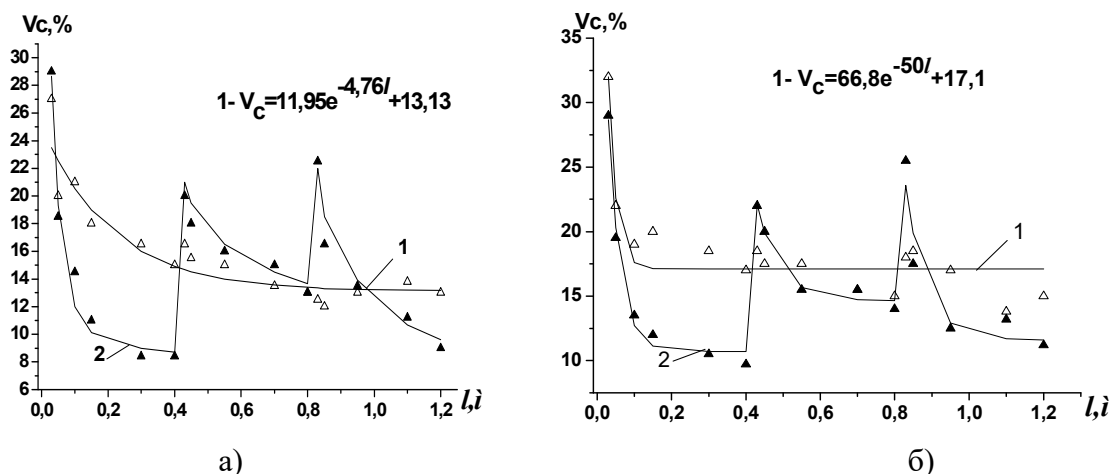 Vc,%
30
28
26
24
22
20
18
16
14
12
10
8
6
0,0 0,2 0,4 0,6 0,8 1,0 1,2
l,ì
1- Vc=11,95e-4,76l+13,13
1
2
а)
Vc,%
35
30
25
20
15
10
0,0 0,2 0,4 0,6 0,8 1,0 1,2
l,ì
1- Vc=66,8e-50l+17,1
1
2
б)